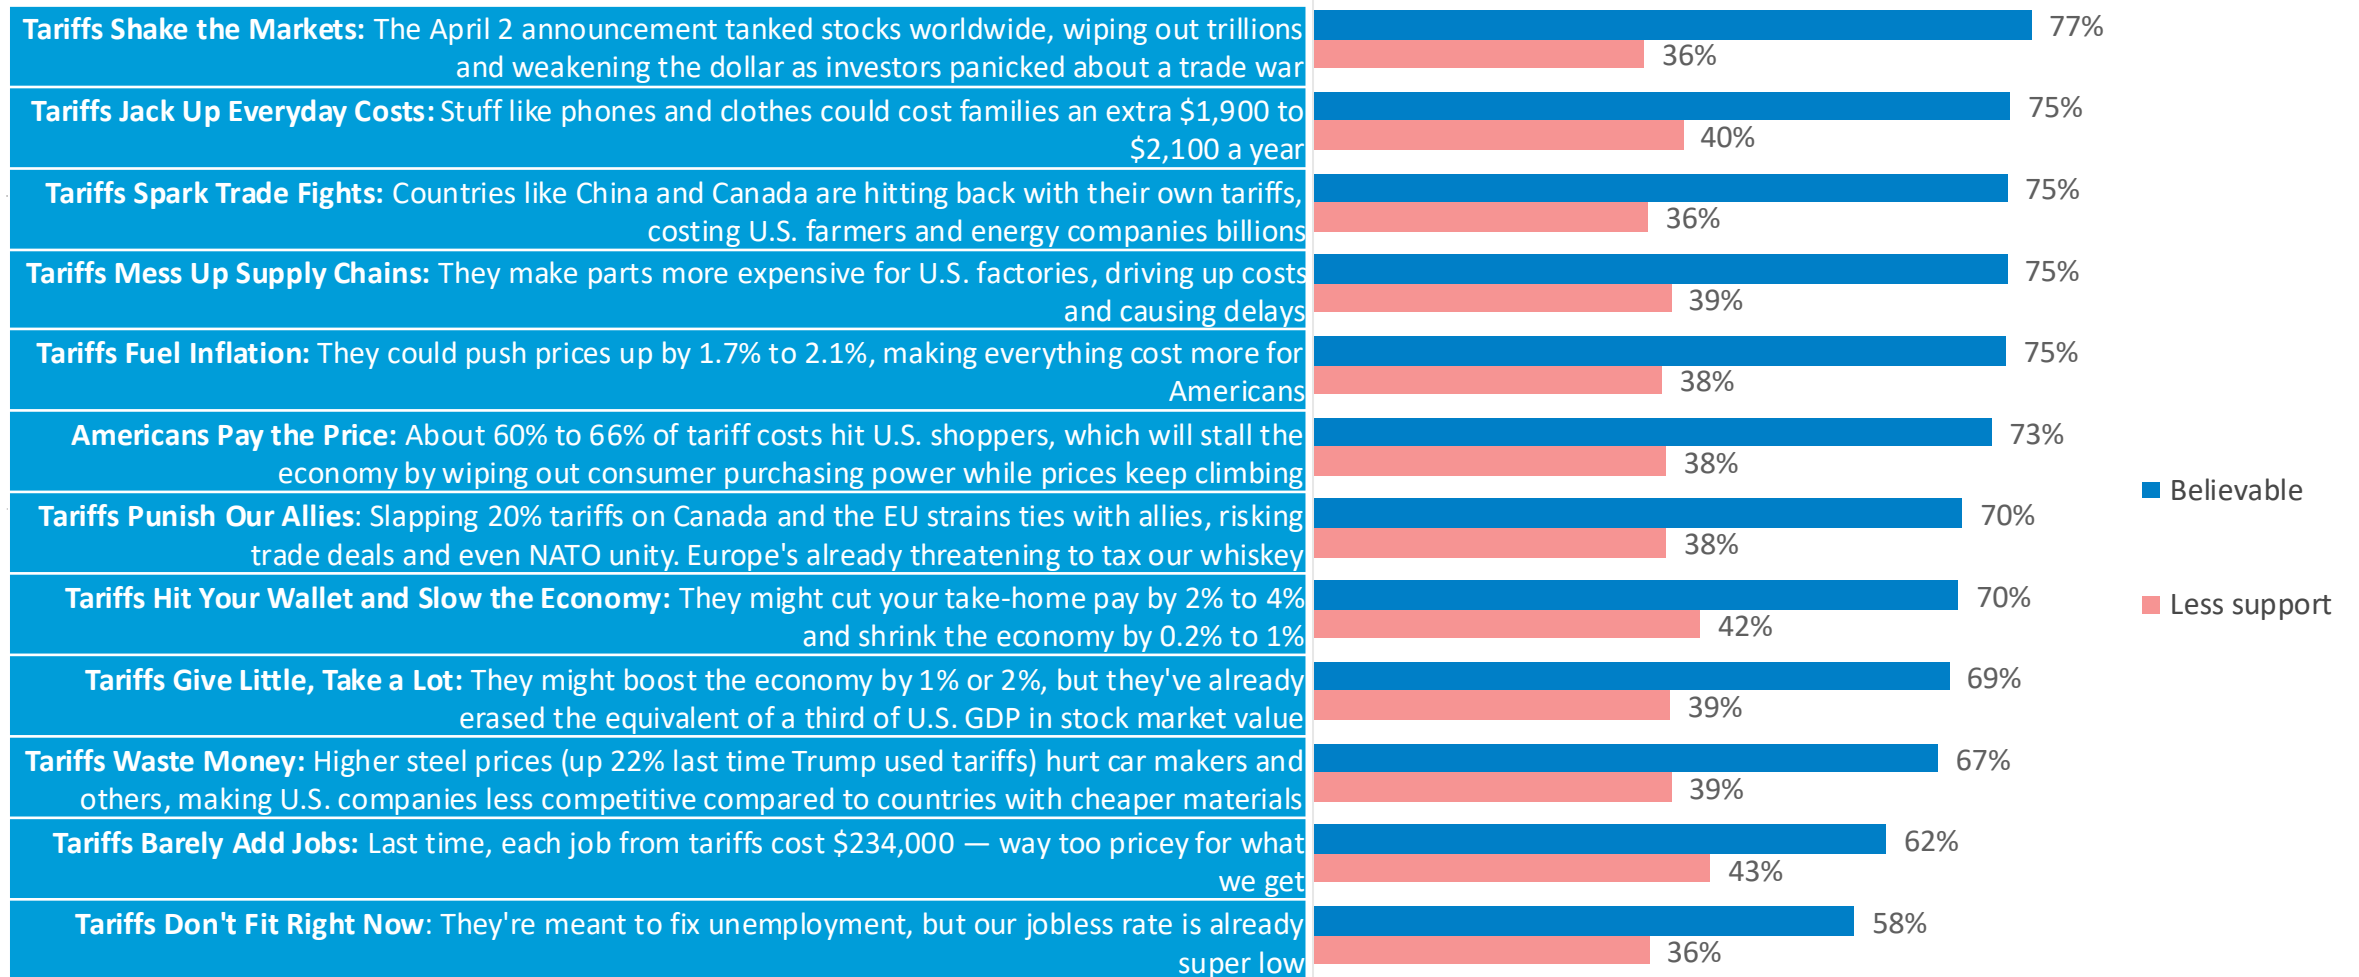 Tariffs Shake the Markets: The April 2 announcement tanked stocks worldwide, wiping out trillions
and weakening the dollar as investors panicked about a trade war
77%
36%
Tariffs Jack Up Everyday Costs: Stuff like phones and clothes could cost families an extra $1,900 to
$2,100 a year
75%
40%
Tariffs Spark Trade Fights: Countries like China and Canada are hitting back with their own tariffs,
costing U.S. farmers and energy companies billions
75%
36%
Tariffs Mess Up Supply Chains: They make parts more expensive for U.S. factories, driving up costs
and causing delays
75%
39%
Tariffs Fuel Inflation: They could push prices up by 1.7% to 2.1%, making everything cost more for
Americans
75%
38%
Americans Pay the Price: About 60% to 66% of tariff costs hit U.S. shoppers, which will stall the
economy by wiping out consumer purchasing power while prices keep climbing
73%
38%
Tariffs Punish Our Allies: Slapping 20% tariffs on Canada and the EU strains ties with allies, risking
trade deals and even NATO unity. Europe's already threatening to tax our whiskey
70%
38%
Tariffs Hit Your Wallet and Slow the Economy: They might cut your take-home pay by 2% to 4%
and shrink the economy by 0.2% to 1%
70%
42%
Tariffs Give Little, Take a Lot: They might boost the economy by 1% or 2%, but they've already
erased the equivalent of a third of U.S. GDP in stock market value
69%
39%
Tariffs Waste Money: Higher steel prices (up 22% last time Trump used tariffs) hurt car makers and
others, making U.S. companies less competitive compared to countries with cheaper materials
67%
39%
Tariffs Barely Add Jobs: Last time, each job from tariffs cost $234,000 — way too pricey for what
we get
62%
43%
Tariffs Don't Fit Right Now: They're meant to fix unemployment, but our jobless rate is already
super low
58%
36%
Believable
Less support